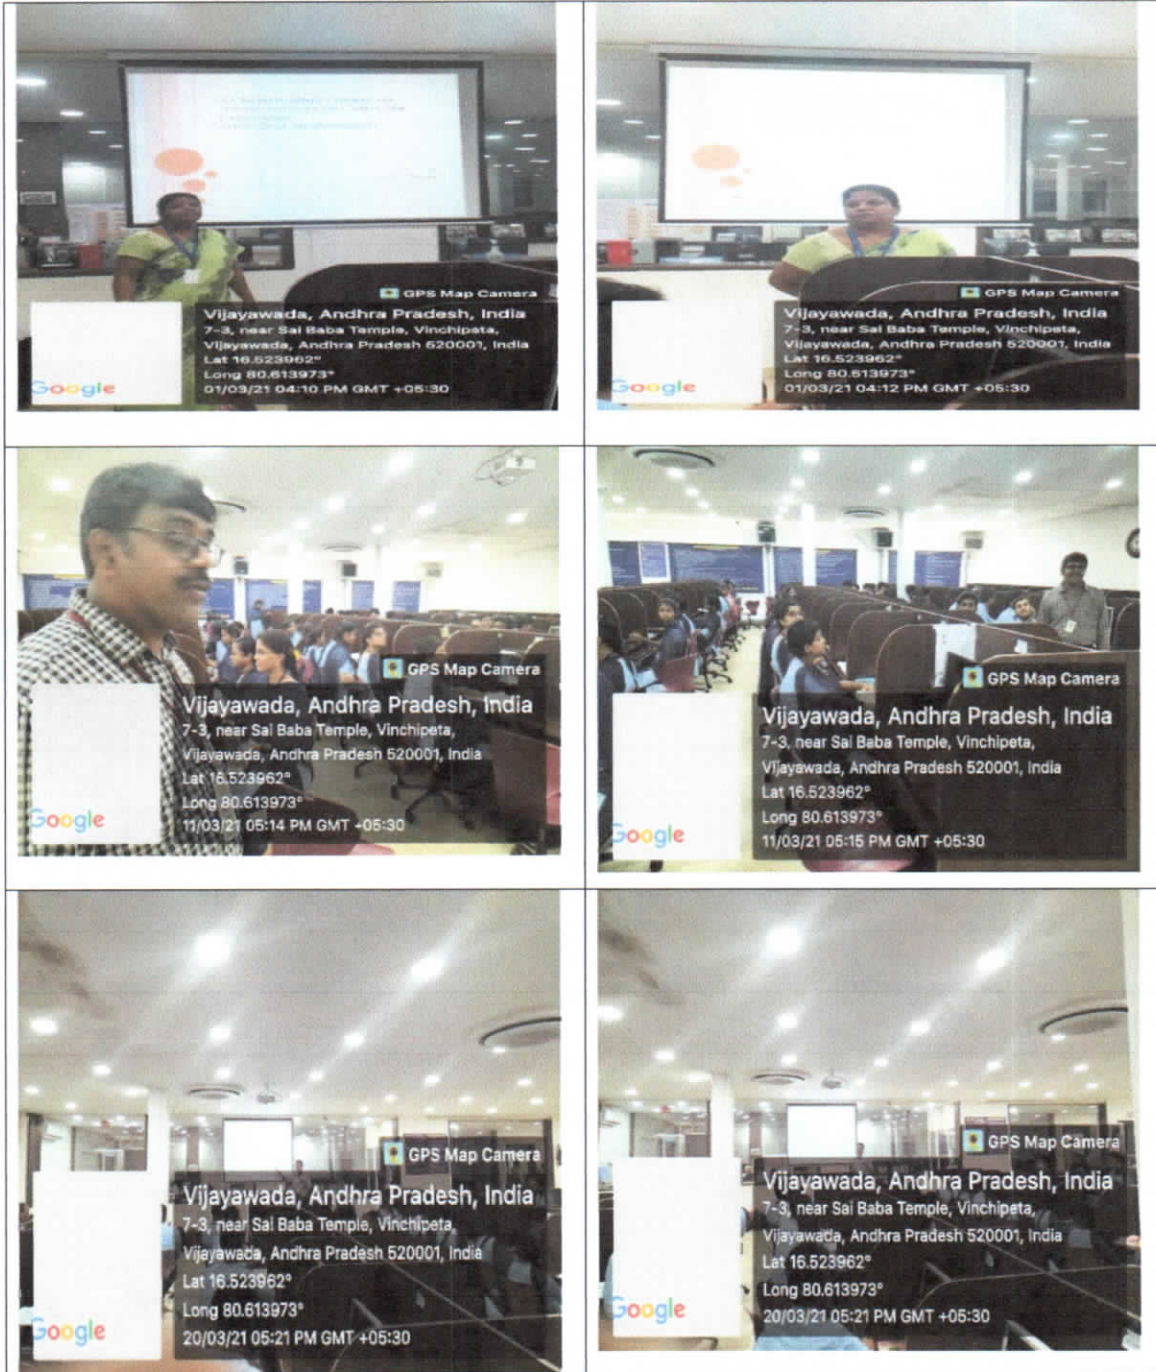 GPS Map Camera
Vijayawada, Andhra Pradesh, India
7-3, near Sai Baba Temple, Vinchipeta,
Vijayawada, Andhra Pradesh 520001, India
Lat 16.523962°
Long 80.613973°
01/03/21 04:10 PM GMT +05:30
Google
GPS Map Camera
Vijayawada, Andhra Pradesh, India
7-3, near Sai Baba Temple, Vinchipeta,
Vijayawada, Andhra Pradesh 520001, India
Lat 16.523962°
Long 80.613973°
01/03/21 04:12 PM GMT +05:30
Google
GPS Map Camera
Vijayawada, Andhra Pradesh, India
7-3, near Sai Baba Temple, Vinchipeta,
Vijayawada, Andhra Pradesh 520001, India
Lat 16.523962°
Long 80.613973°
11/03/21 05:14 PM GMT +05:30
Google
GPS Map Camera
Vijayawada, Andhra Pradesh, India
7-3, near Sai Baba Temple, Vinchipeta,
Vijayawada, Andhra Pradesh 520001, India
Lat 16.523962°
Long 80.613973°
11/03/21 05:15 PM GMT +05:30
Google
GPS Map Camera
Vijayawada, Andhra Pradesh, India
7-3, near Sai Baba Temple, Vinchipeta,
Vijayawada, Andhra Pradesh 520001, India
Lat 16.523962°
Long 80.613973°
20/03/21 05:21 PM GMT +05:30
Google
GPS Map Camera
Vijayawada, Andhra Pradesh, India
7-3, near Sai Baba Temple, Vinchipeta,
Vijayawada, Andhra Pradesh 520001, India
Lat 16.523962°
Long 80.613973°
20/03/21 05:21 PM GMT +05:30
Google